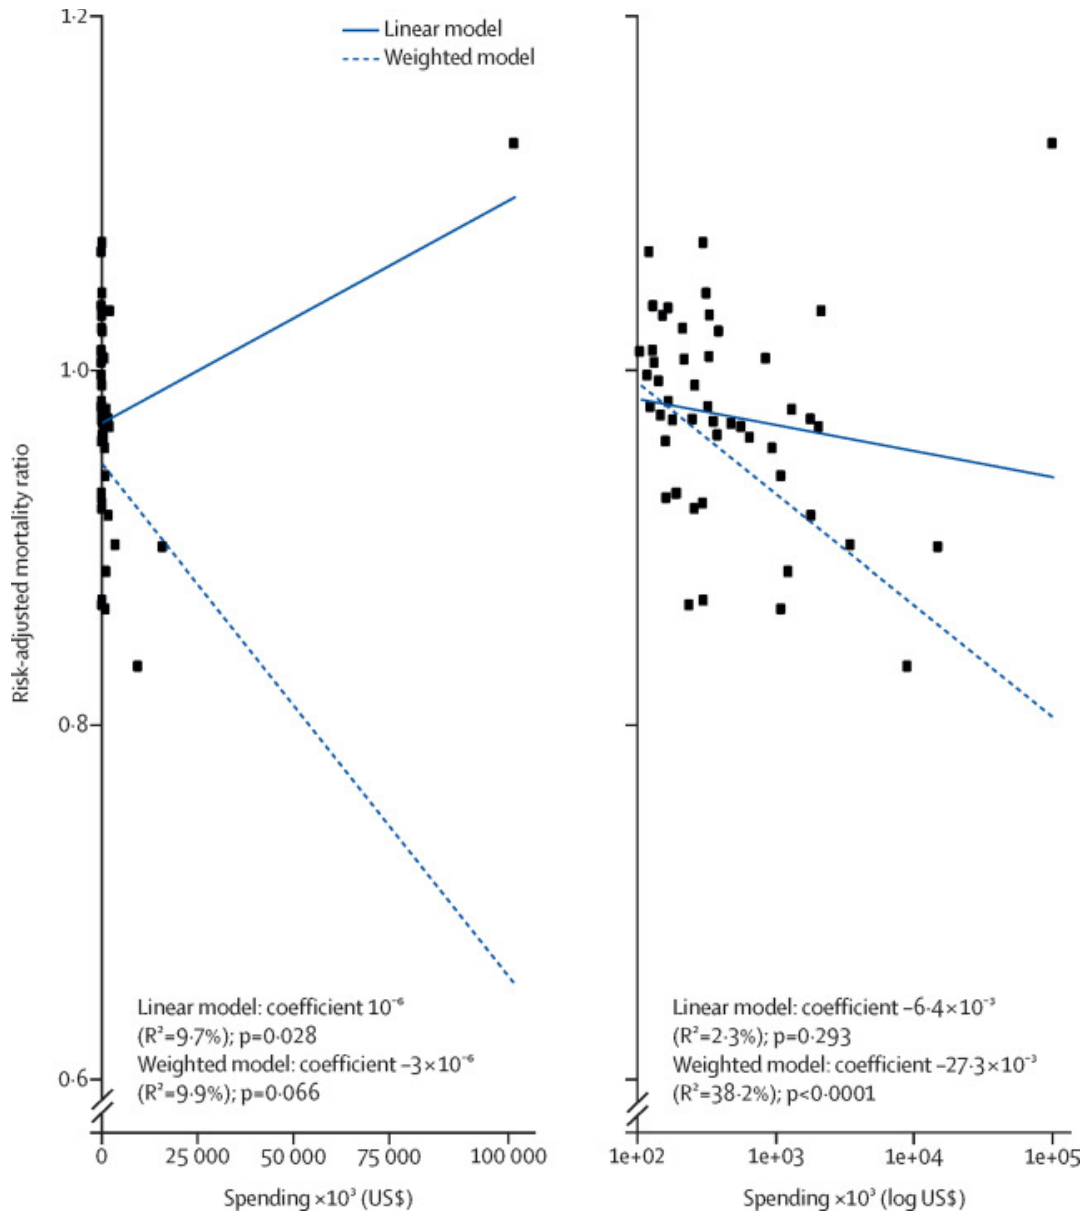 Linear model
Weighted model
Risk-adjusted mortality ratio
1·2
1·0
0·8
0·6
Linear model: coefficient 10⁻⁶
(R²=9·7%); p=0·028
Weighted model: coefficient –3×10⁻⁶
(R²=9·9%); p=0·066
0
25 000
50 000
75 000
100 000
Spending ×10³ (US$)
Linear model: coefficient –6·4×10⁻³
(R²=2·3%); p=0·293
Weighted model: coefficient –27·3×10⁻³
(R²=38·2%); p<0·0001
1e+02
1e+03
1e+04
1e+05
Spending ×10³ (log US$)